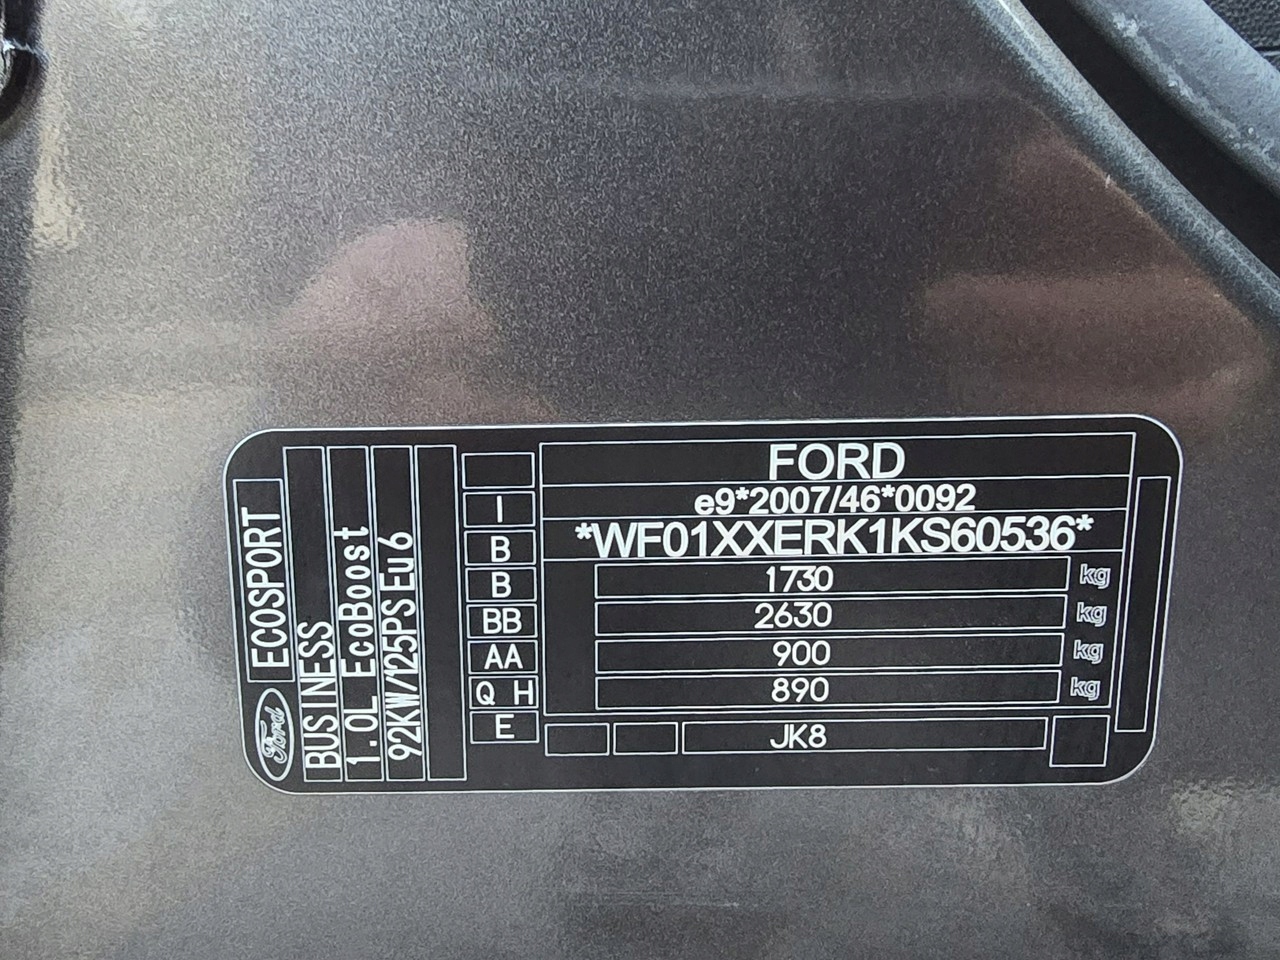 FORD
e9*2007/46*0092
*WF01XXERK1KS60536*
1730 kg
2630 kg
900 kg
890 kg
JK8
I
B
B
BB
AA
Q H
E
Ford
ECOSPORT
BUSINESS
1.0L EcoBoost
92KW/125PS Eu6